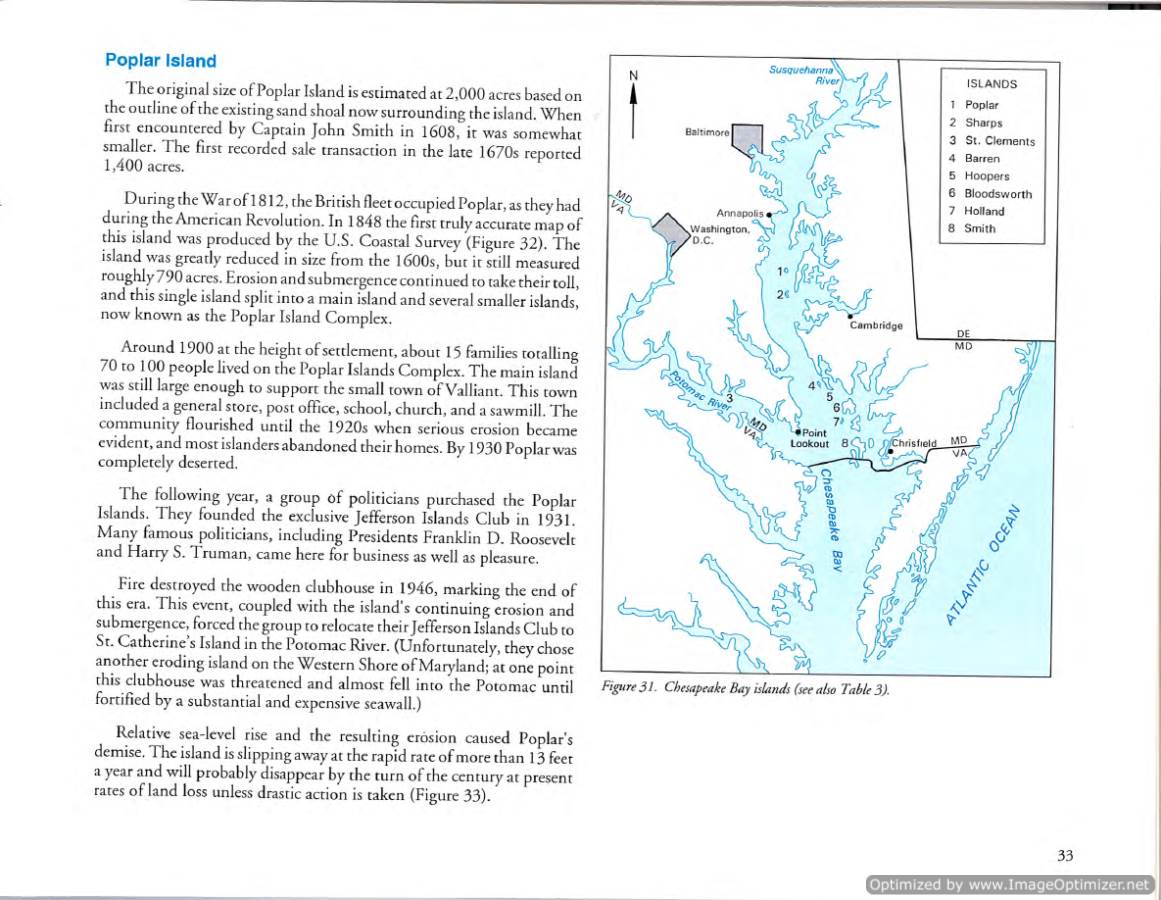 Poplar Island
The original size of Poplar Island is estimated at 2,000 acres based on
the outline of the existing sand shoal now surrounding the island. When
first encountered by Captain John Smith in 1608, it was somewhat
smaller. The first recorded sale transaction in the late 1670s reported
1,400 acres.
During the War of 1812, the British fleet occupied Poplar, as they had
during the American Revolution. In 1848 the first truly accurate map of
this island was produced by the U.S. Coastal Survey (Figure 32). The
island was greatly reduced in size from the 1600s, but it still measured
roughly 790 acres. Erosion and submergence continued to take their toll,
and this single island split into a main island and several smaller islands,
now known as the Poplar Island Complex.
Around 1900 at the height of settlement, about 15 families totalling
70 to 100 people lived on the Poplar Islands Complex. The main island
was still large enough to support the small town of Valliant. This town
included a general store, post office, school, church, and a sawmill. The
community flourished until the 1920s when serious erosion became
evident, and most islanders abandoned their homes. By 1930 Poplar was
completely deserted.
The following year, a group of politicians purchased the Poplar
Islands. They founded the exclusive Jefferson Islands Club in 1931.
Many famous politicians, including Presidents Franklin D. Roosevelt
and Harry S. Truman, came here for business as well as pleasure.
Fire destroyed the wooden clubhouse in 1946, marking the end of
this era. This event, coupled with the island's continuing erosion and
submergence, forced the group to relocate their Jefferson Islands Club to
St. Catherine's Island in the Potomac River. (Unfortunately, they chose
another eroding island on the Western Shore of Maryland; at one point
this clubhouse was threatened and almost fell into the Potomac until
fortified by a substantial and expensive seawall.)
Relative sea-level rise and the resulting erosion caused Poplar's
demise. The island is slipping away at the rapid rate of more than 13 feet
a year and will probably disappear by the turn of the century at present
rates of land loss unless drastic action is taken (Figure 33).
N
Susquehanna
River
ISLANDS
1 Poplar
2 Sharps
3 St. Clements
4 Barren
5 Hoopers
6 Bloodsworth
7 Holland
8 Smith
Baltimore
MD
VA
Annapolis
Washington,
D.C.
1
2
Cambridge
DE
MD
Potomac River
3
4
5
6
7
MD
VA
Point
Lookout
8
Chrisfield
MD
VA
Chesapeake Bay
ATLANTIC OCEAN
Figure 31. Chesapeake Bay islands (see also Table 3).
33
Optimized by www.ImageOptimizer.net